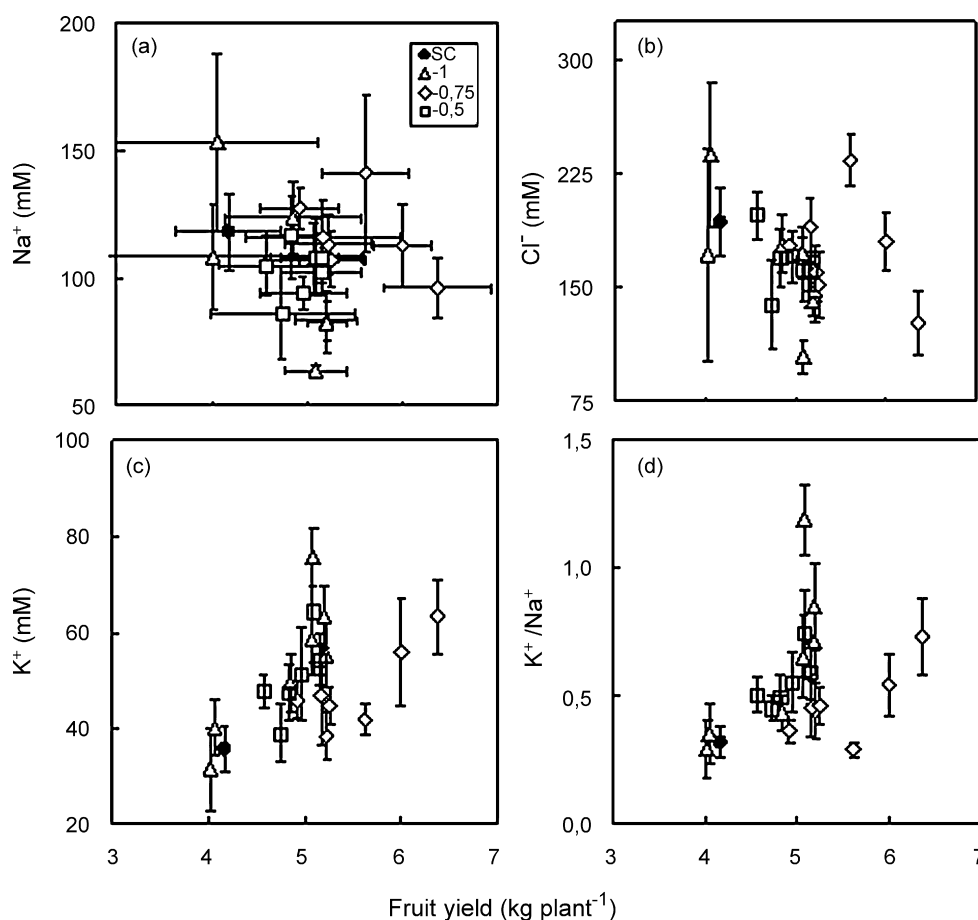 (a)
SC
-1
-0,75
-0,5
200
150
100
50
Na⁺ (mM)
(b)
300
225
150
75
Cl⁻ (mM)
(c)
100
80
60
40
20
K⁺ (mM)
3 4 5 6 7
(d)
1,5
1,0
0,5
0,0
K⁺ /Na⁺
3 4 5 6 7
Fruit yield (kg plant⁻¹)